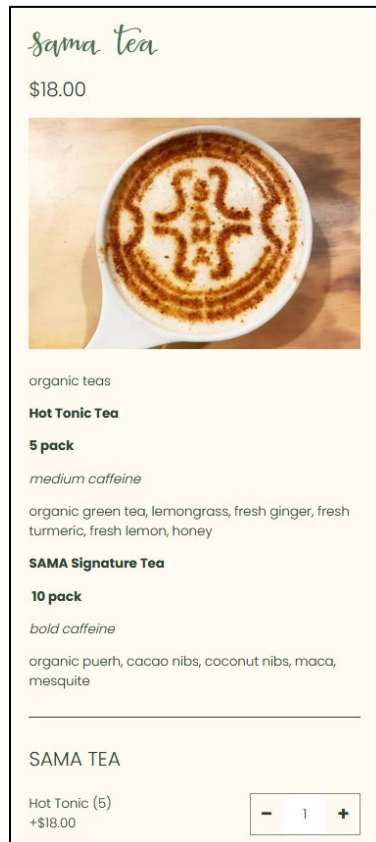 sama tea
$18.00
SAMA
organic teas
Hot Tonic Tea
5 pack
medium caffeine
organic green tea, lemongrass, fresh ginger, fresh
turmeric, fresh lemon, honey
SAMA Signature Tea
10 pack
bold caffeine
organic puerh, cacao nibs, coconut nibs, maca,
mesquite
SAMA TEA
Hot Tonic (5)
+$18.00
- 1 +